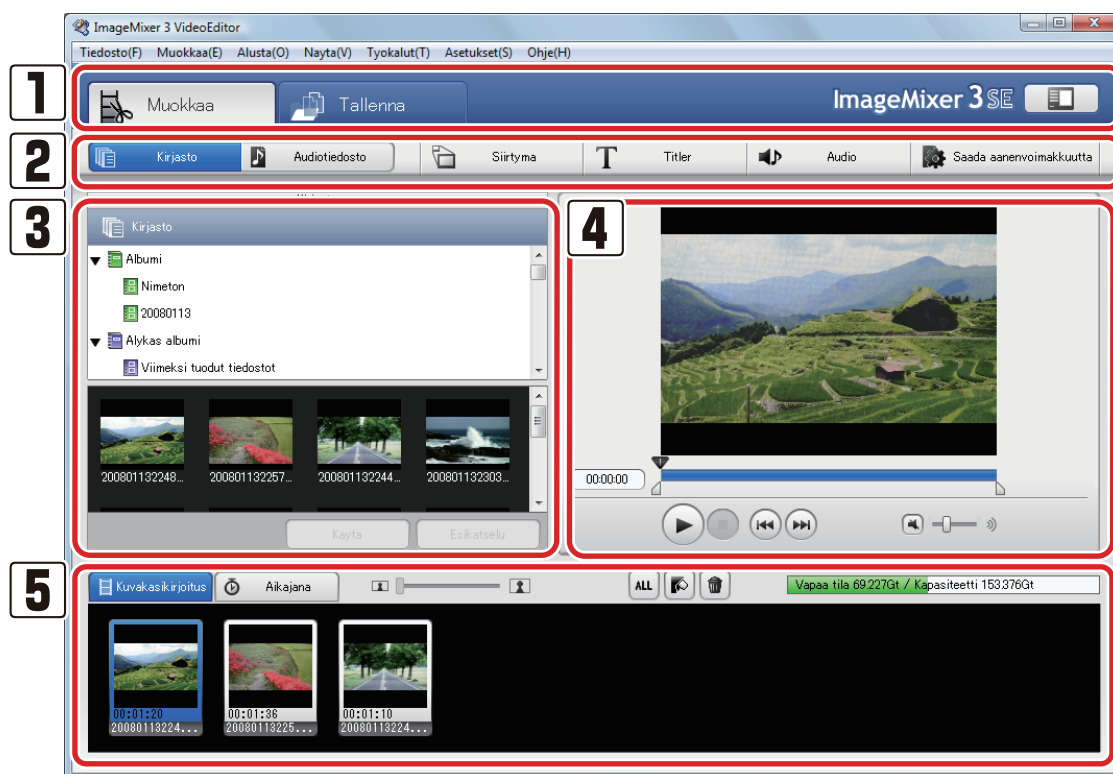 ImageMixer 3 VideoEditor
Tiedosto(F) Muokkaa(E) Alusta(O) Nayta(V) Tyokalut(T) Asetukset(S) Ohje(H)
1
Muokkaa Tallenna ImageMixer 3 SE
2
Kirjasto Audiotiedosto Siirtyma T Titler Audio Saada aanenvoimakkuutta
3
Kirjasto
Albumi
Nimeton
20080113
Alykas albumi
Viimeksi tuodut tiedostot
200801132248... 200801132257... 200801132244... 200801132303...
Kayta Esikatselu
4
00:00:00
5
Kuvakasikirjoitus Aikajana ALL Vapaa tila 69.227Gt / Kapasiteetti 153.376Gt
00:01:20 00:01:36 00:01:10
20080113224... 20080113225... 20080113224...